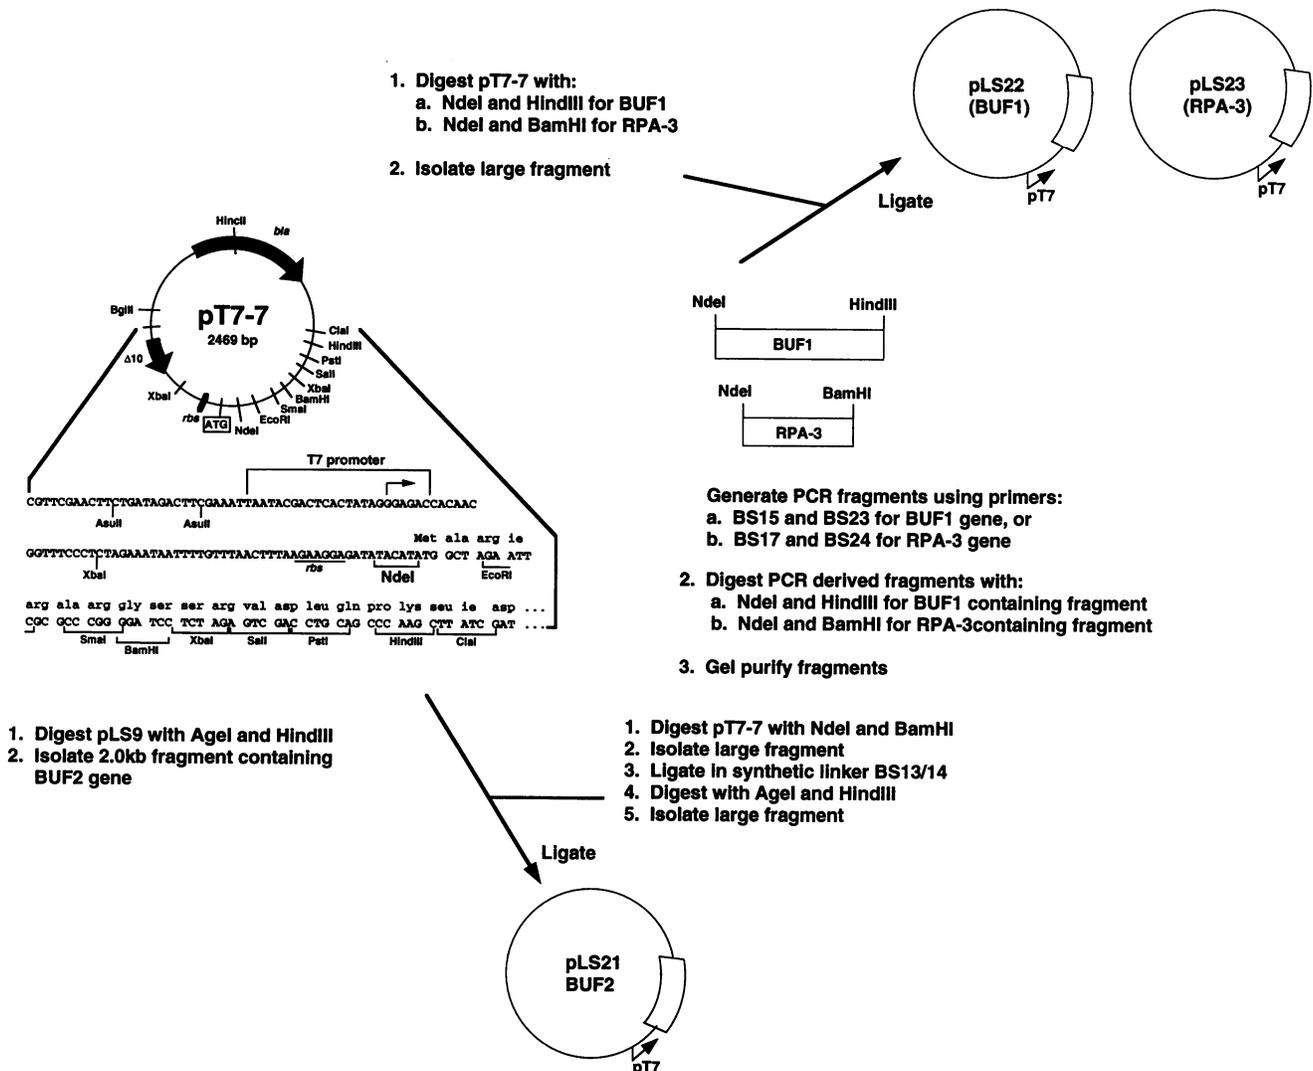 1. Digest pT7-7 with:
a. NdeI and HindIII for BUF1
b. NdeI and BamHI for RPA-3
2. Isolate large fragment
Ligate
pLS22
(BUF1)
pT7
pLS23
(RPA-3)
pT7
HincII
bla
BglII
pT7-7
2469 bp
ClaI
HindIII
PstI
SalI
XbaI
BamHI
SmaI
EcoRI
NdeI
ATG
rbs
XbaI
Δ10
NdeI
HindIII
BUF1
NdeI
BamHI
RPA-3
T7 promoter
CGTTCGAACTTCTGATAGACTTCGAAATTAATACGACTCACTATAGGGAGACCACAAC
AsuII
AsuII
Met ala arg ie
GGTTTCCCTCTAGAAATAATTTTGTTTAACTTTAAGAAGGAGATATACATATG GCT AGA ATT
XbaI
rbs
NdeI
EcoRI
arg ala arg gly ser ser arg val asp leu gln pro lys seu ie asp ...
CGC GCC CGG GGA TCC TCT AGA GTC GAC CTG CAG CCC AAG CTT ATC GAT ...
SmaI
BamHI
XbaI
SalI
PstI
HindIII
ClaI
Generate PCR fragments using primers:
a. BS15 and BS23 for BUF1 gene, or
b. BS17 and BS24 for RPA-3 gene
2. Digest PCR derived fragments with:
a. NdeI and HindIII for BUF1 containing fragment
b. NdeI and BamHI for RPA-3containing fragment
3. Gel purify fragments
1. Digest pLS9 with AgeI and HindIII
2. Isolate 2.0kb fragment containing
BUF2 gene
1. Digest pT7-7 with NdeI and BamHI
2. Isolate large fragment
3. Ligate in synthetic linker BS13/14
4. Digest with AgeI and HindIII
5. Isolate large fragment
Ligate
pLS21
BUF2
pT7